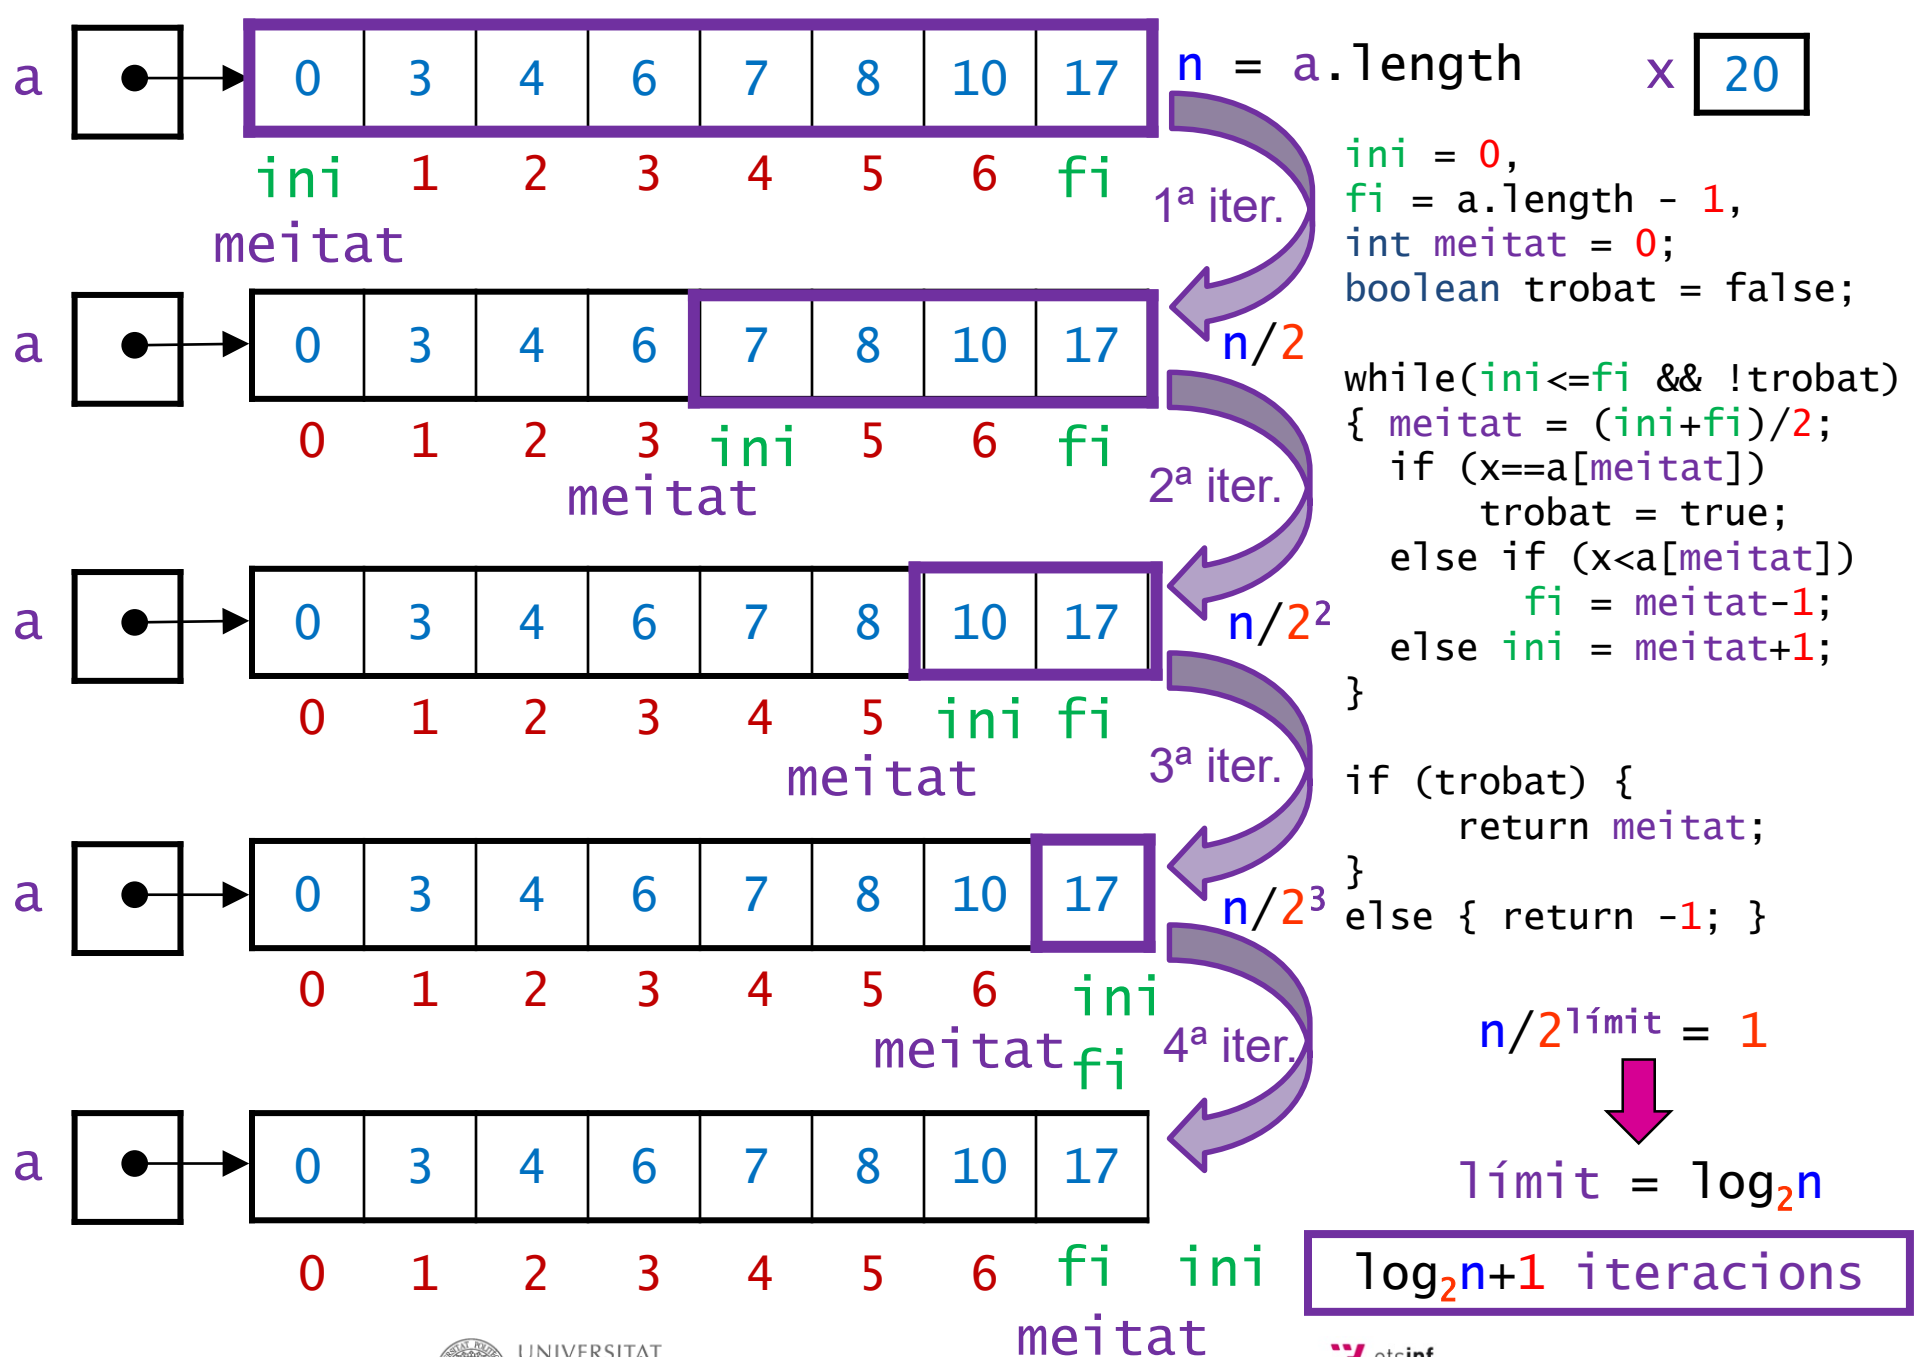 a 0 3 4 6 7 8 10 17 n = a.length x 20
ini 1 2 3 4 5 6 fi
meitat
1ª iter.
a 0 3 4 6 7 8 10 17 n/2
0 1 2 3 ini 5 6 fi
meitat
2ª iter.
a 0 3 4 6 7 8 10 17 n/2²
0 1 2 3 4 5 ini fi
meitat
3ª iter.
a 0 3 4 6 7 8 10 17 n/2³
0 1 2 3 4 5 6 ini
meitat fi
4ª iter.
a 0 3 4 6 7 8 10 17
0 1 2 3 4 5 6 fi ini
meitat
ini = 0,
fi = a.length - 1,
int meitat = 0;
boolean trobat = false;
while(ini<=fi && !trobat)
{ meitat = (ini+fi)/2;
if (x==a[meitat])
trobat = true;
else if (x<a[meitat])
fi = meitat-1;
else ini = meitat+1;
}
if (trobat) {
return meitat;
}
else { return -1; }
n/2^límit = 1
límit = log₂n
log₂n+1 iteracions
UNIVERSITAT
etsinf